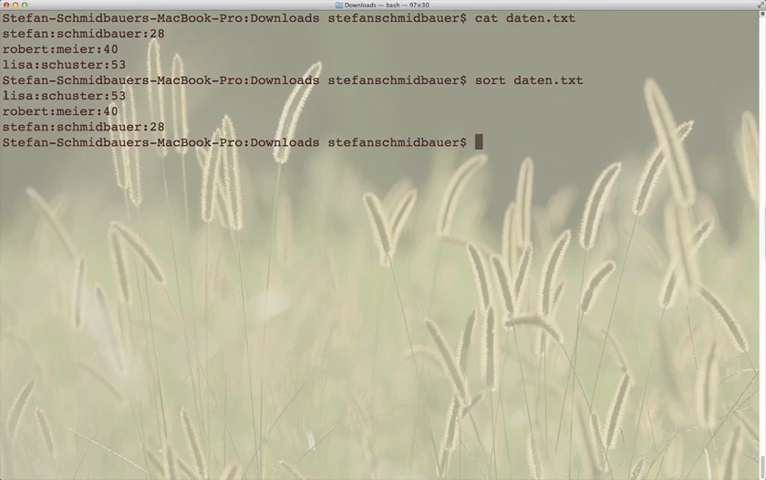 Downloads — bash — 97×30
Stefan-Schmidbauers-MacBook-Pro:Downloads stefanschmidbauer$ cat daten.txt
stefan:schmidbauer:28
robert:meier:40
lisa:schuster:53
Stefan-Schmidbauers-MacBook-Pro:Downloads stefanschmidbauer$ sort daten.txt
lisa:schuster:53
robert:meier:40
stefan:schmidbauer:28
Stefan-Schmidbauers-MacBook-Pro:Downloads stefanschmidbauer$